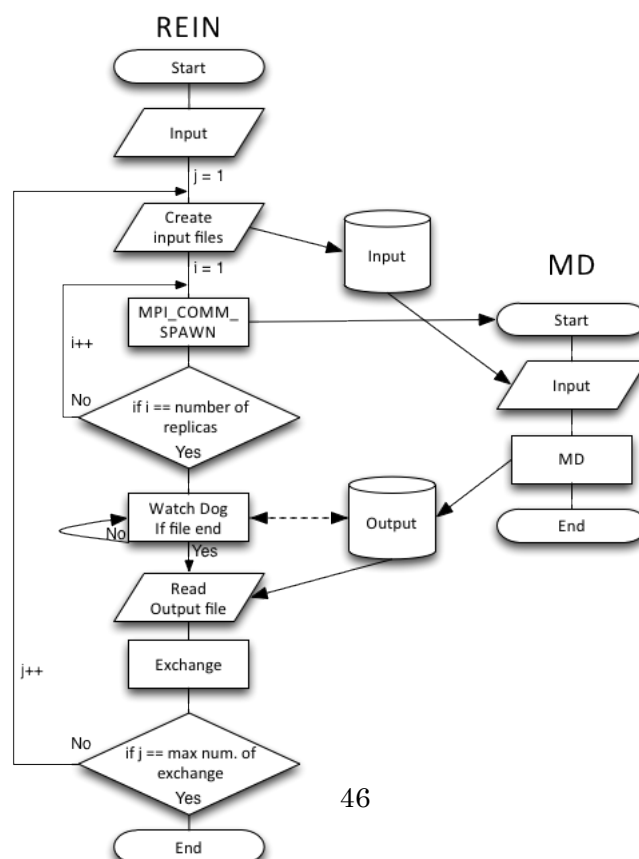 REIN
Start
Input
j = 1
Create
input files
i = 1
MPI_COMM_
SPAWN
i++
No
if i == number of
replicas
Yes
Watch Dog
If file end
No
Yes
Read
Output file
Exchange
j++
No
if j == max num. of
exchange
Yes
End
Input
Output
MD
Start
Input
MD
End
46